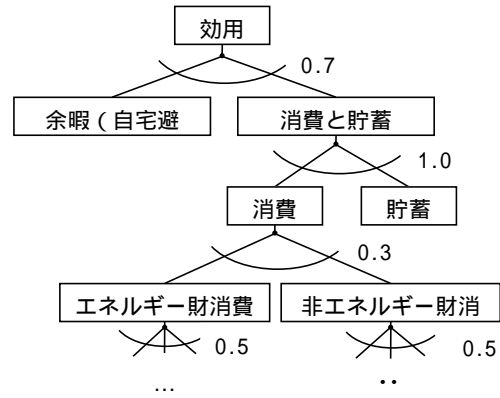 効用
0.7
余暇(自宅避
消費と貯蓄
1.0
消費
貯蓄
0.3
エネルギー財消費
非エネルギー財消
0.5
0.5
...
..